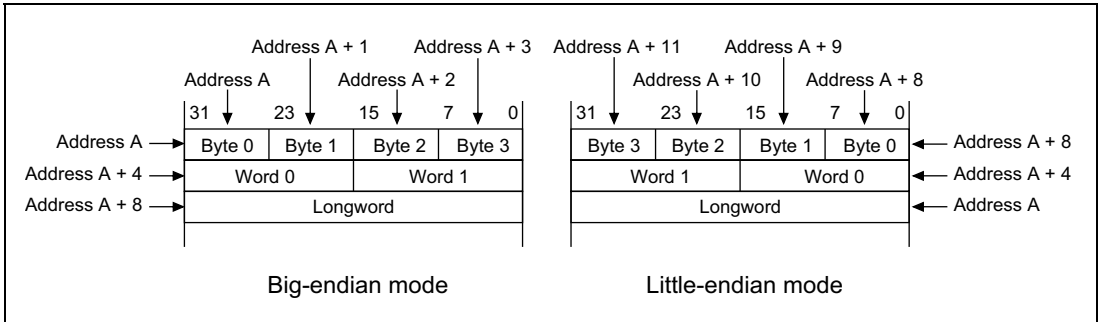 Address A + 1 Address A + 3 Address A + 11 Address A + 9
Address A Address A + 2 Address A + 10 Address A + 8
31 23 15 7 0 31 23 15 7 0
Address A Byte 0 Byte 1 Byte 2 Byte 3 Byte 3 Byte 2 Byte 1 Byte 0 Address A + 8
Address A + 4 Word 0 Word 1 Word 1 Word 0 Address A + 4
Address A + 8 Longword Longword Address A
Big-endian mode Little-endian mode